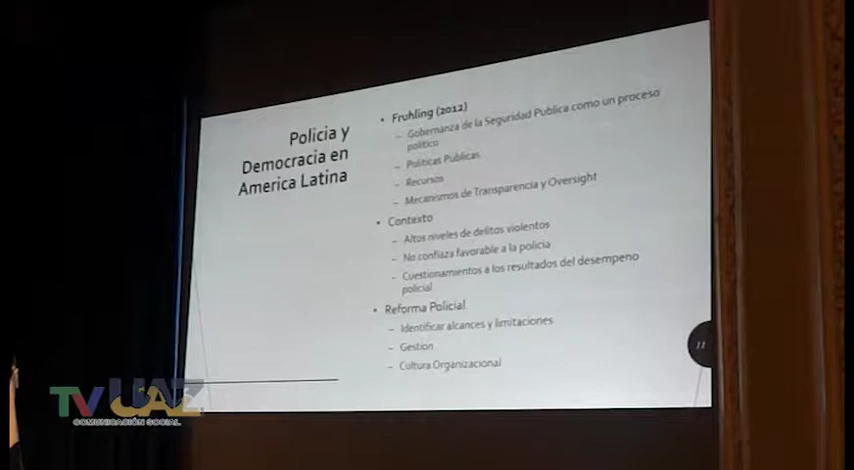 Policia y
Democracia en
America Latina
• Fruhling (2012)
– Gobernanza de la Seguridad Publica como un proceso
politico
– Politicas Publicas
– Recursos
– Mecanismos de Transparencia y Oversight
• Contexto
– Altos niveles de delitos violentos
– No confiaza favorable a la policia
– Cuestionamientos a los resultados del desempeno
policial
• Reforma Policial
– Identificar alcances y limitaciones
– Gestion
– Cultura Organizacional
11
TV UAZ
COMUNICACIÓN SOCIAL